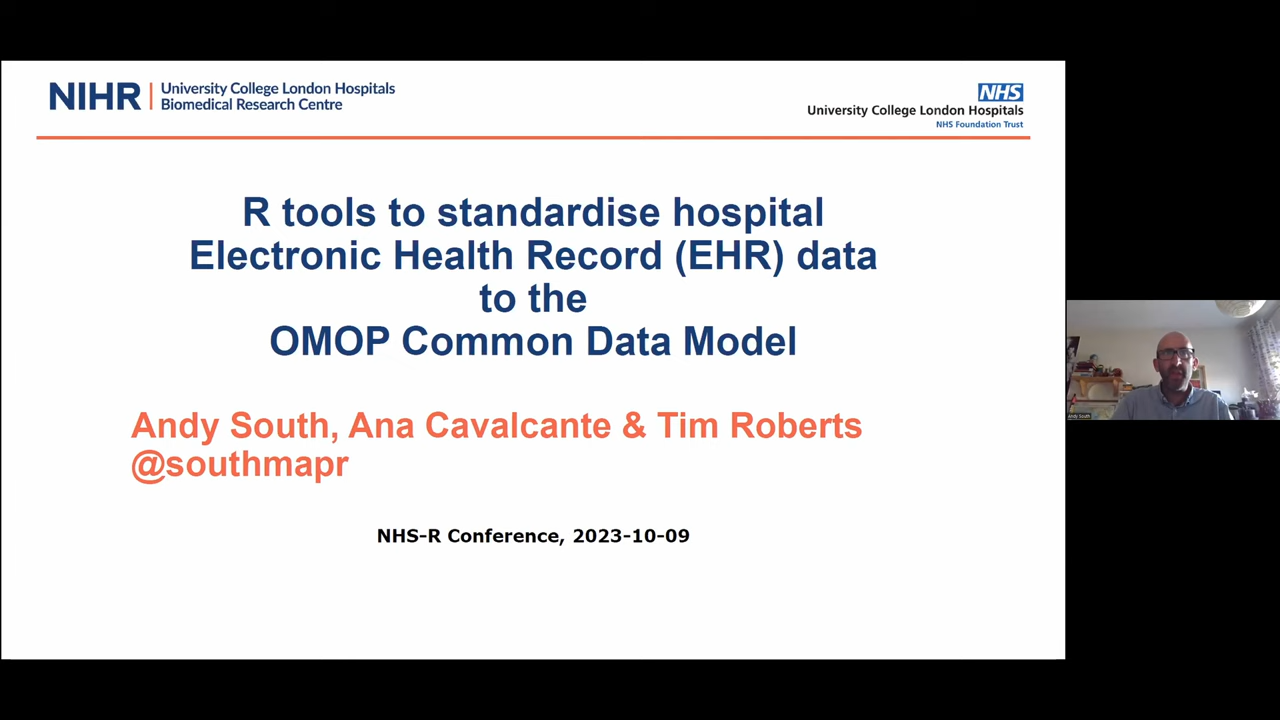 NIHR | University College London Hospitals
Biomedical Research Centre
NHS
University College London Hospitals
NHS Foundation Trust
R tools to standardise hospital
Electronic Health Record (EHR) data
to the
OMOP Common Data Model
Andy South, Ana Cavalcante & Tim Roberts
@southmapr
NHS-R Conference, 2023-10-09
Andy South